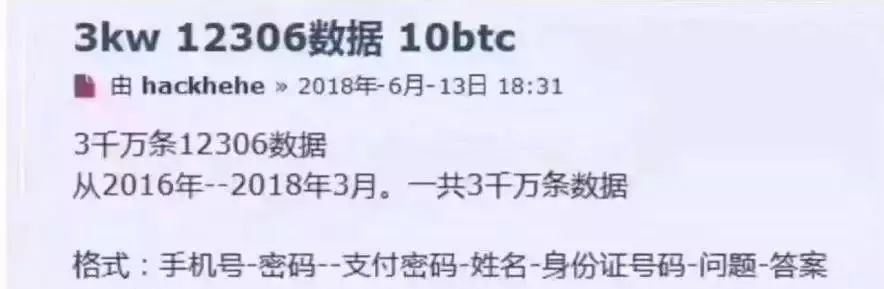 3kw 12306数据 10btc
由 hackhehe » 2018年-6月-13日 18:31
3千万条12306数据
从2016年--2018年3月。一共3千万条数据
格式：手机号-密码--支付密码-姓名-身份证号码-问题-答案